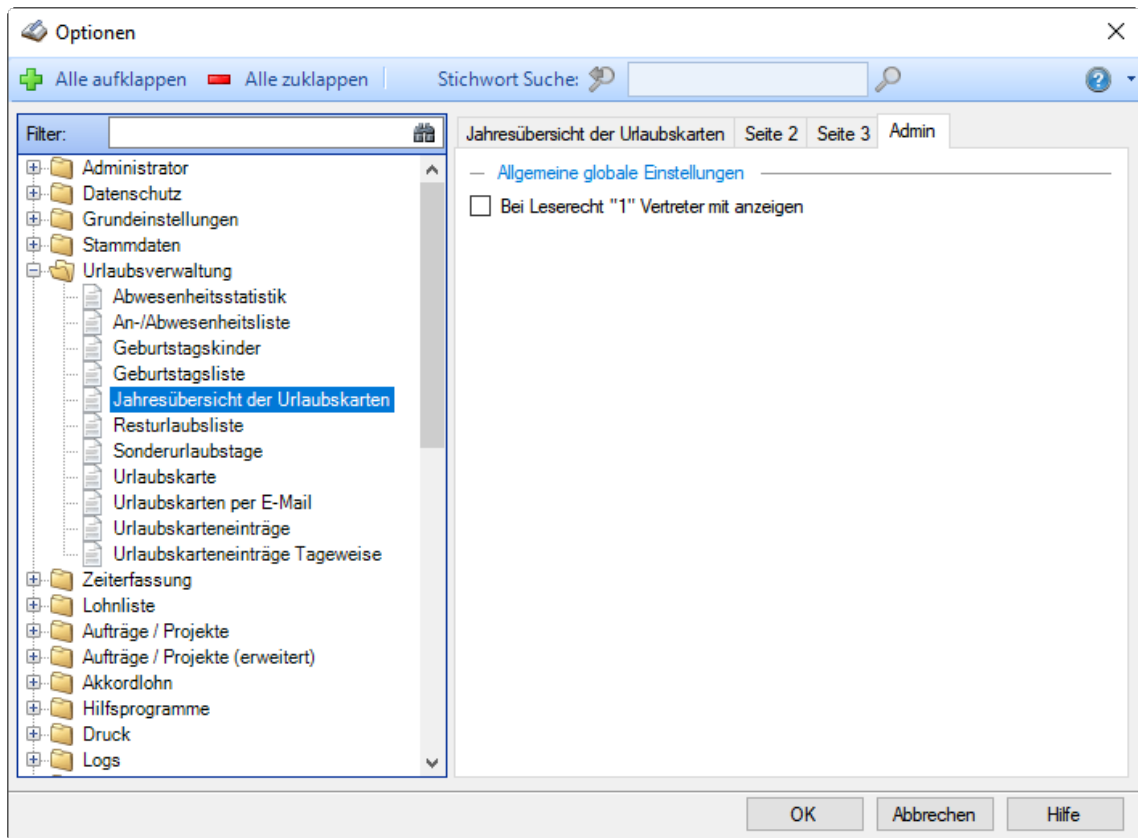 Optionen
Alle aufklappen Alle zuklappen Stichwort Suche:
Filter:
Administrator
Datenschutz
Grundeinstellungen
Stammdaten
Urlaubsverwaltung
Abwesenheitsstatistik
An-/Abwesenheitsliste
Geburtstagskinder
Geburtstagsliste
Jahresübersicht der Urlaubskarten
Resturlaubsliste
Sonderurlaubstage
Urlaubskarte
Urlaubskarten per E-Mail
Urlaubskarteneinträge
Urlaubskarteneinträge Tageweise
Zeiterfassung
Lohnliste
Aufträge / Projekte
Aufträge / Projekte (erweitert)
Akkordlohn
Hilfsprogramme
Druck
Logs
Jahresübersicht der Urlaubskarten Seite 2 Seite 3 Admin
Allgemeine globale Einstellungen
Bei Leserecht "1" Vertreter mit anzeigen
OK Abbrechen Hilfe